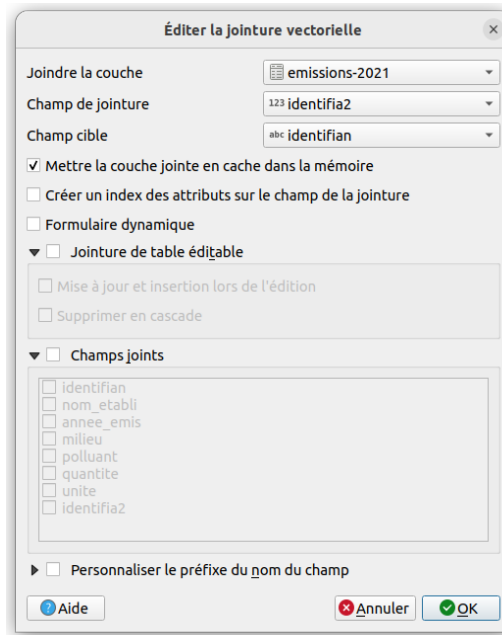 Éditer la jointure vectorielle
Joindre la couche emissions-2021
Champ de jointure 123 identifia2
Champ cible abc identifian
Mettre la couche jointe en cache dans la mémoire
Créer un index des attributs sur le champ de la jointure
Formulaire dynamique
Jointure de table éditable
Mise à jour et insertion lors de l'édition
Supprimer en cascade
Champs joints
identifian
nom_etabli
annee_emis
milieu
polluant
quantite
unite
identifia2
Personnaliser le préfixe du nom du champ
Aide Annuler OK